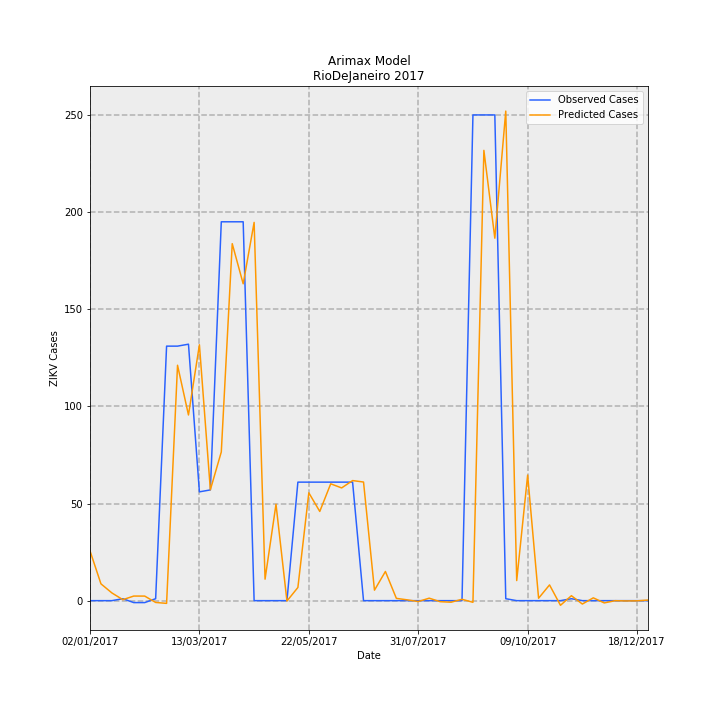 Arimax Model
RioDeJaneiro 2017
Observed Cases
Predicted Cases
250
200
150
100
50
0
ZIKV Cases
02/01/2017 13/03/2017 22/05/2017 31/07/2017 09/10/2017 18/12/2017
Date